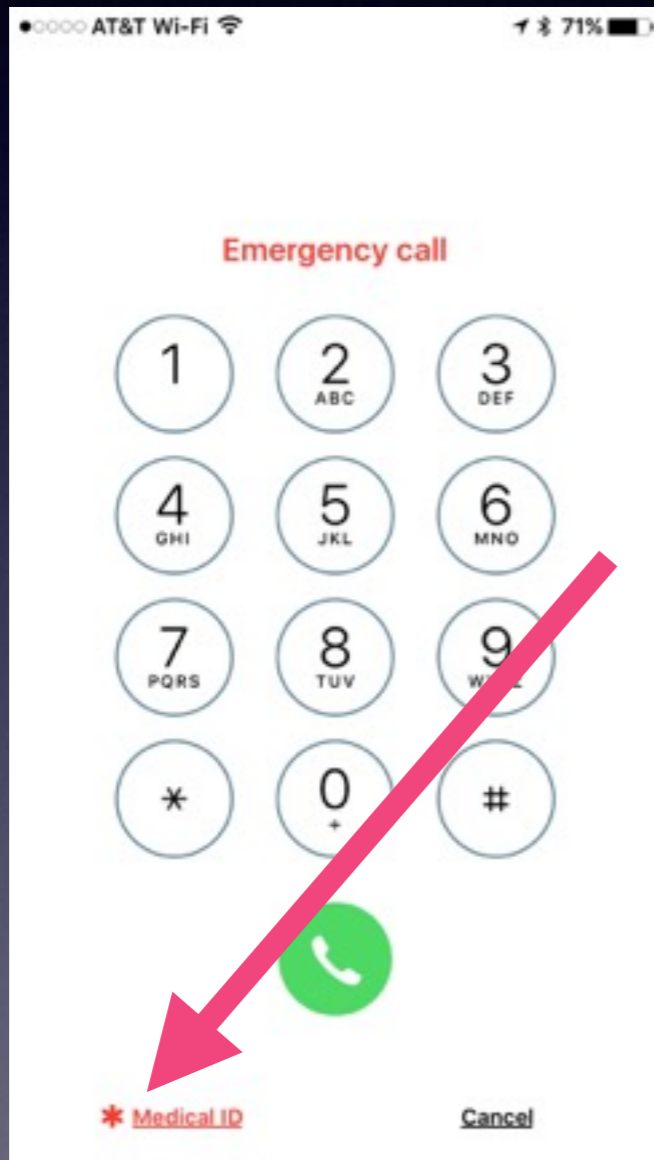 AT&T Wi-Fi 71%
Emergency call
1 2 3
ABC DEF
4 5 6
GHI JKL MNO
7 8 9
PQRS TUV
* 0 #
+
* Medical ID Cancel